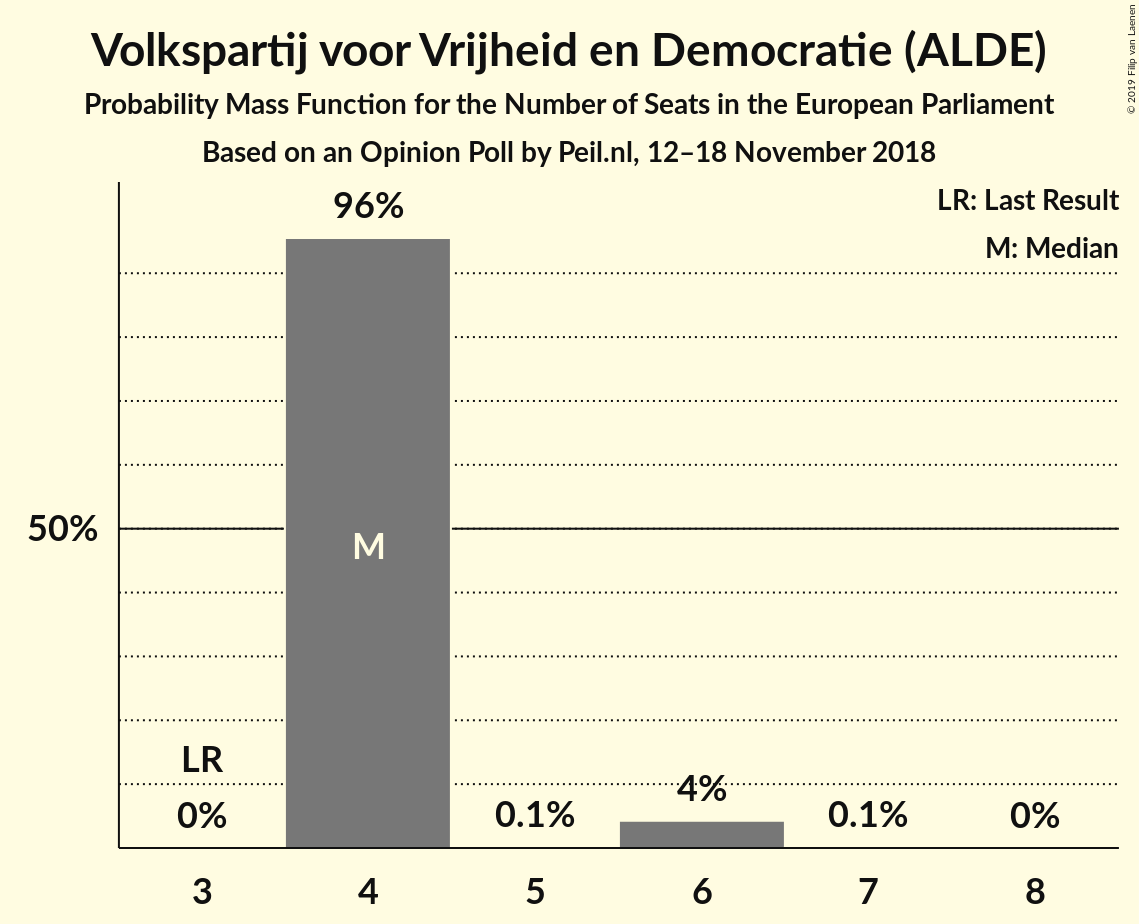 Volkspartij voor Vrijheid en Democratie (ALDE)
Probability Mass Function for the Number of Seats in the European Parliament
Based on an Opinion Poll by Peil.nl, 12–18 November 2018
© 2019 Filip van Laenen
LR: Last Result
M: Median
96%
50%
M
LR
0%
0.1%
4%
0.1%
0%
3 4 5 6 7 8